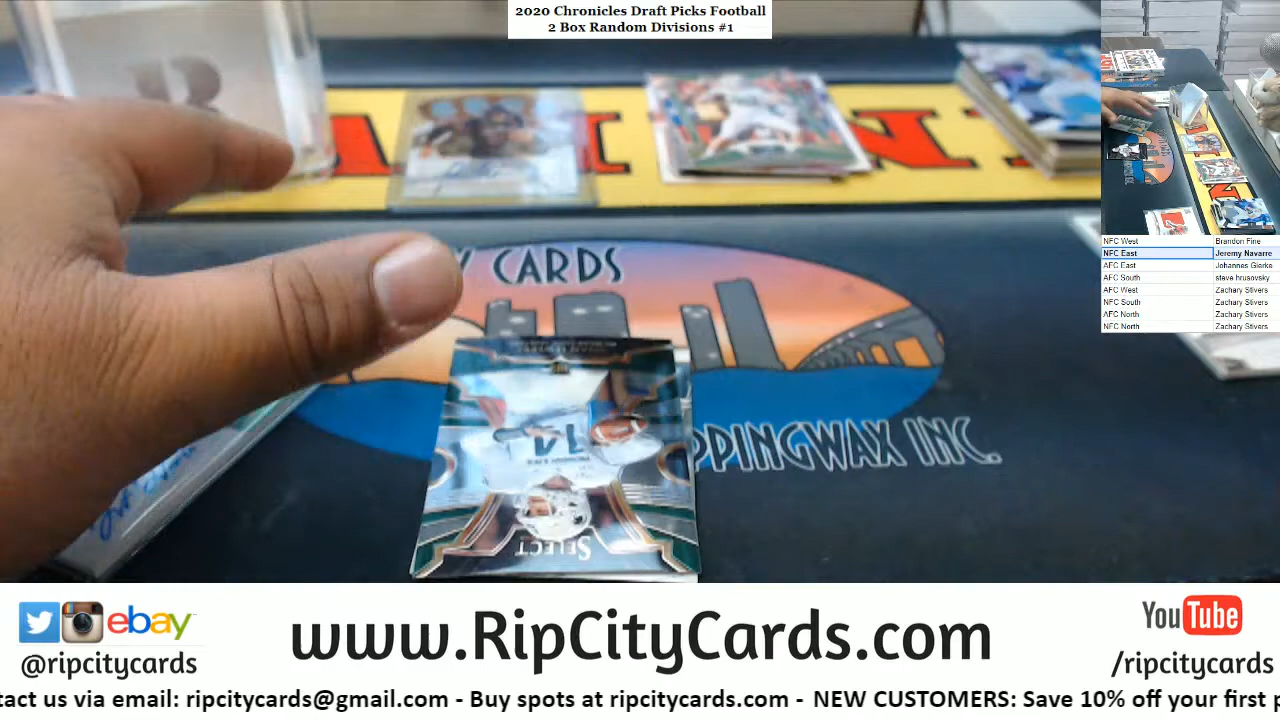 2020 Chronicles Draft Picks Football
2 Box Random Divisions #1
NFC West Brandon Fine
NFC East Jeremy Navarre
AFC East Johannes Gierke
AFC South steve hrusovsky
AFC West Zachary Stivers
NFC South Zachary Stivers
AFC North Zachary Stivers
NFC North Zachary Stivers
CARDS
PPINGWAX INC.
14
SELECT
ebay
@ripcitycards
www.RipCityCards.com
YouTube
/ripcitycards
tact us via email: ripcitycards@gmail.com - Buy spots at ripcitycards.com - NEW CUSTOMERS: Save 10% off your first p